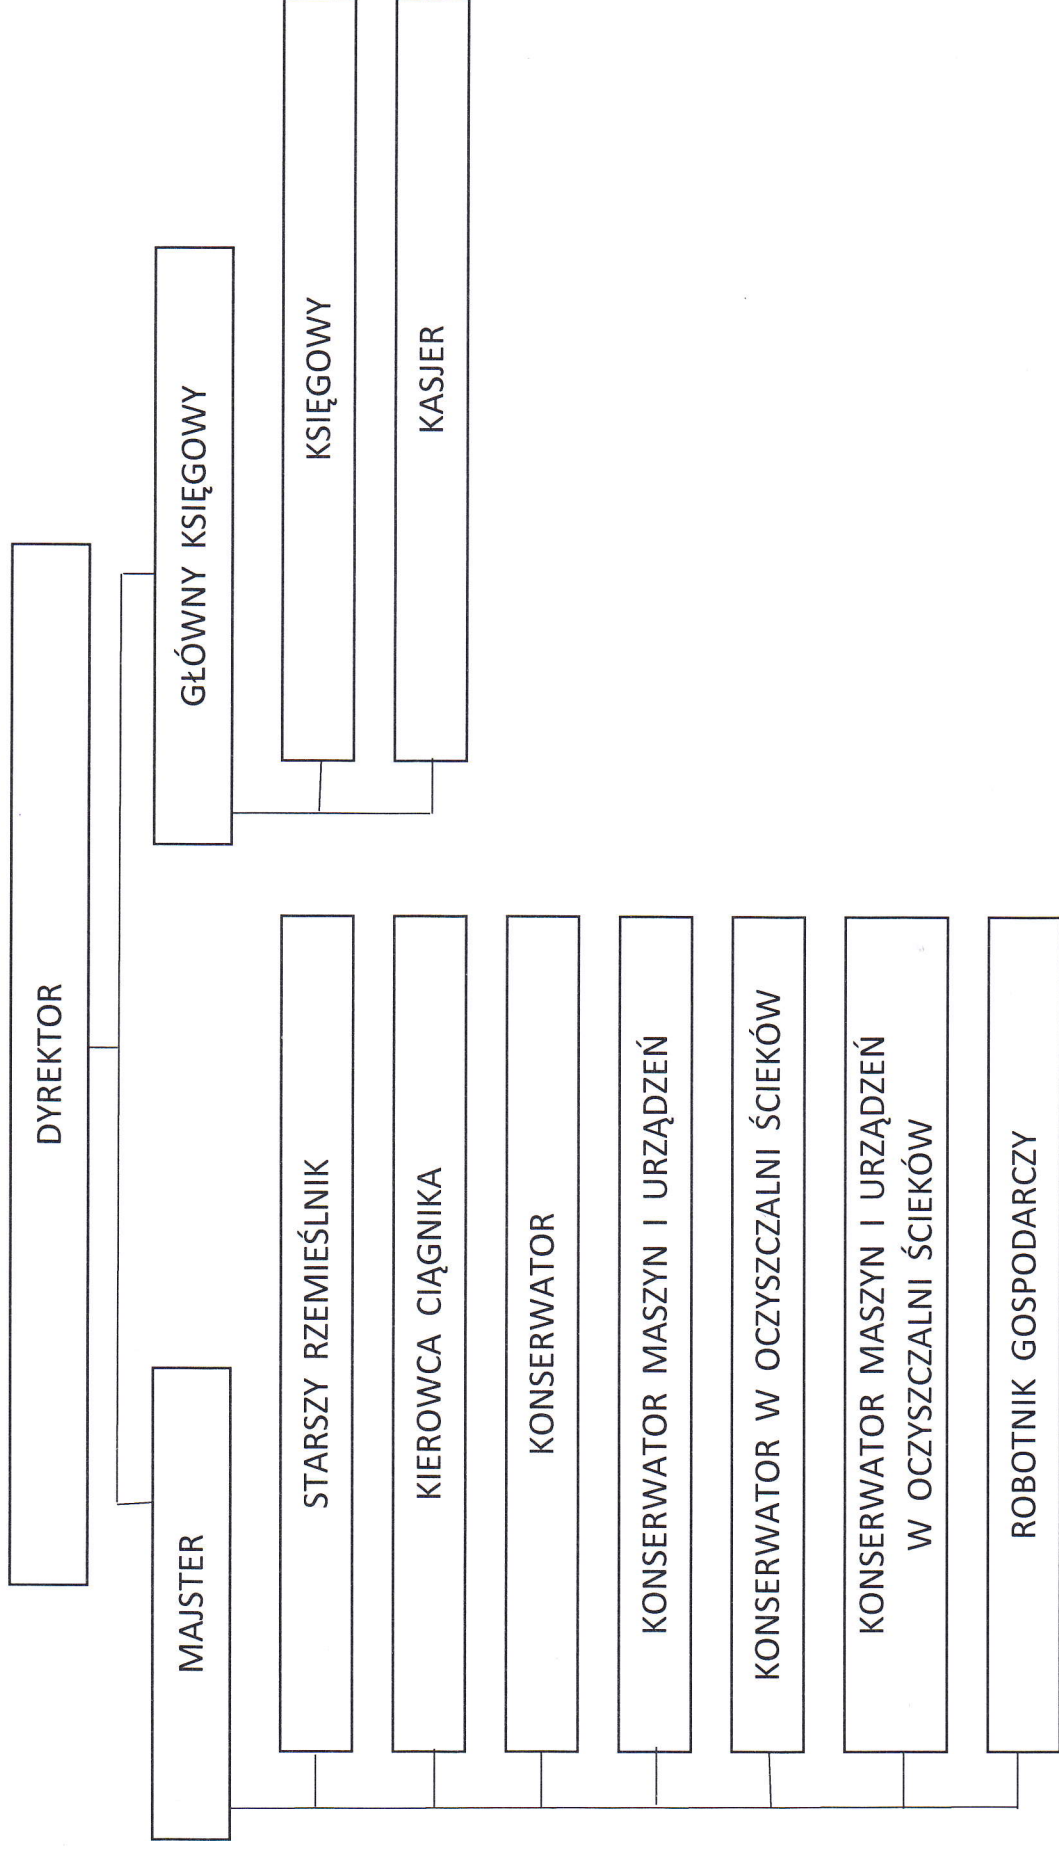 DYREKTOR
MAJSTER
GŁÓWNY KSIĘGOWY
STARSZY RZEMIEŚLNIK
KIEROWCA CIĄGNIKA
KONSERWATOR
KONSERWATOR MASZYN I URZĄDZEŃ
KONSERWATOR W OCZYSZCZALNI ŚCIEKÓW
KONSERWATOR MASZYN I URZĄDZEŃ
W OCZYSZCZALNI ŚCIEKÓW
ROBOTNIK GOSPODARCZY
KSIĘGOWY
KASJER